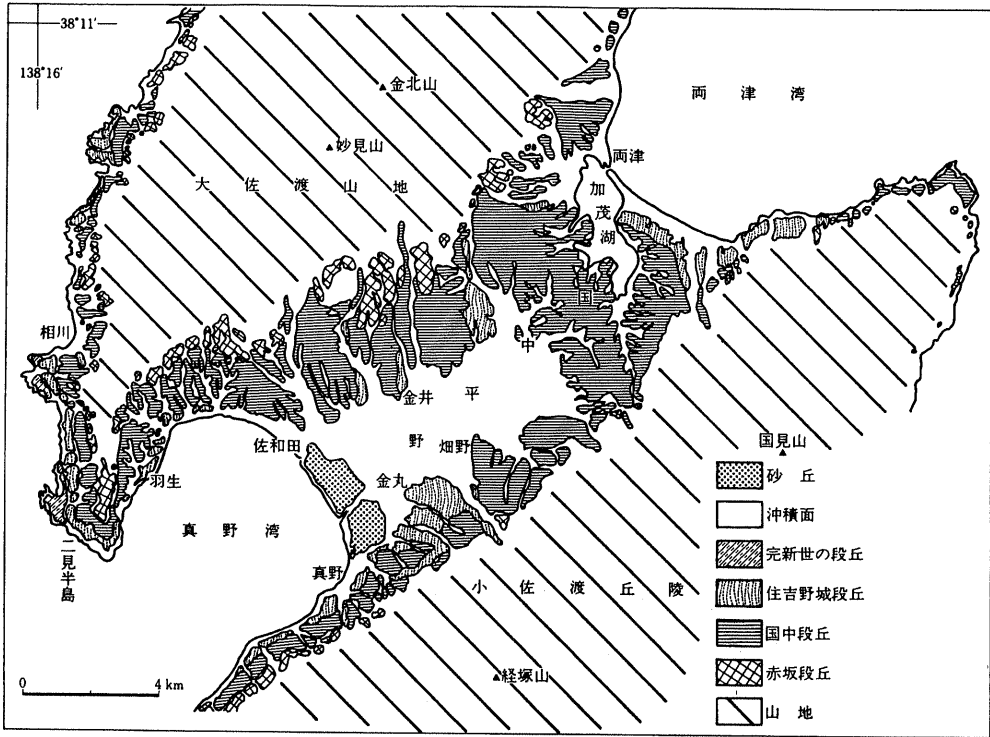 38°11′
138°16′
金北山
両津湾
妙見山
両津
大佐渡山地
加茂湖
国中平野
相川
金井
佐和田
畑野
国見山
金丸
羽生
真野湾
二見半島
真野
小佐渡丘陵
経塚山
0 4 km
砂丘
沖積面
完新世の段丘
住吉野城段丘
国中段丘
赤坂段丘
山地